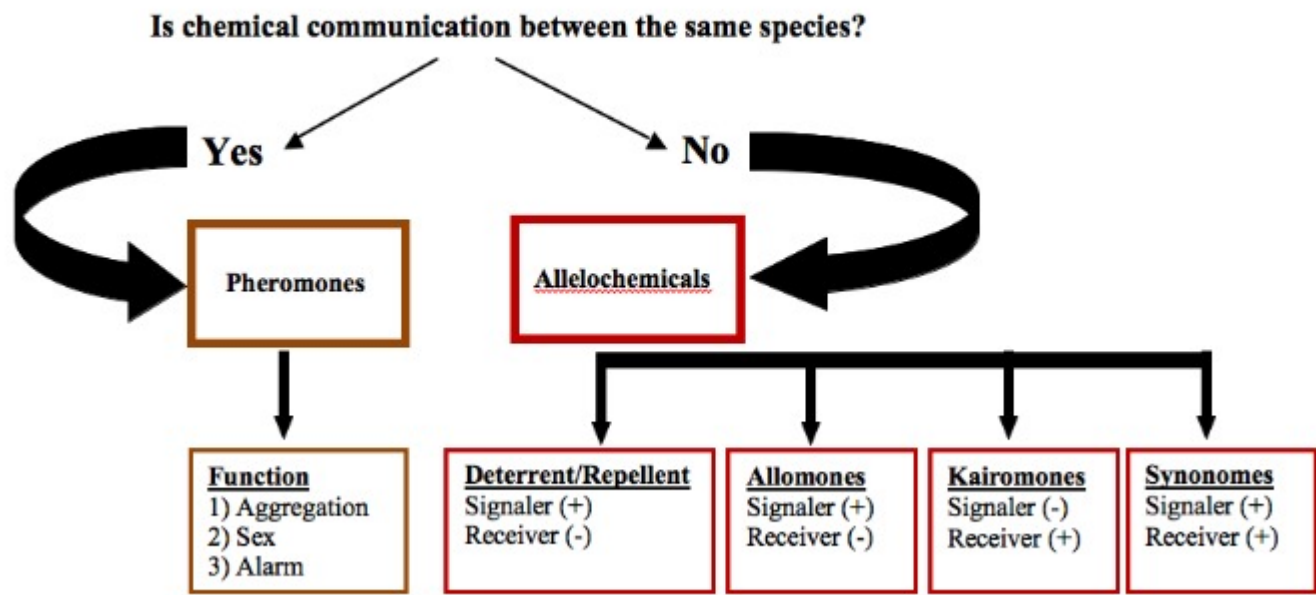 Is chemical communication between the same species?
Yes
No
Pheromones
Allelochemicals
Function
1) Aggregation
2) Sex
3) Alarm
Deterrent/Repellent
Signaler (+)
Receiver (-)
Allomones
Signaler (+)
Receiver (-)
Kairomones
Signaler (-)
Receiver (+)
Synonomes
Signaler (+)
Receiver (+)